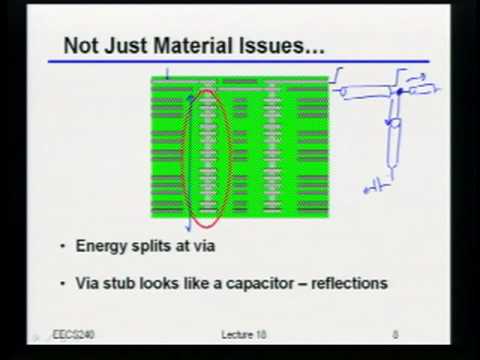 Not Just Material Issues...
• Energy splits at via
• Via stub looks like a capacitor – reflections
EECS240 Lecture 18 8